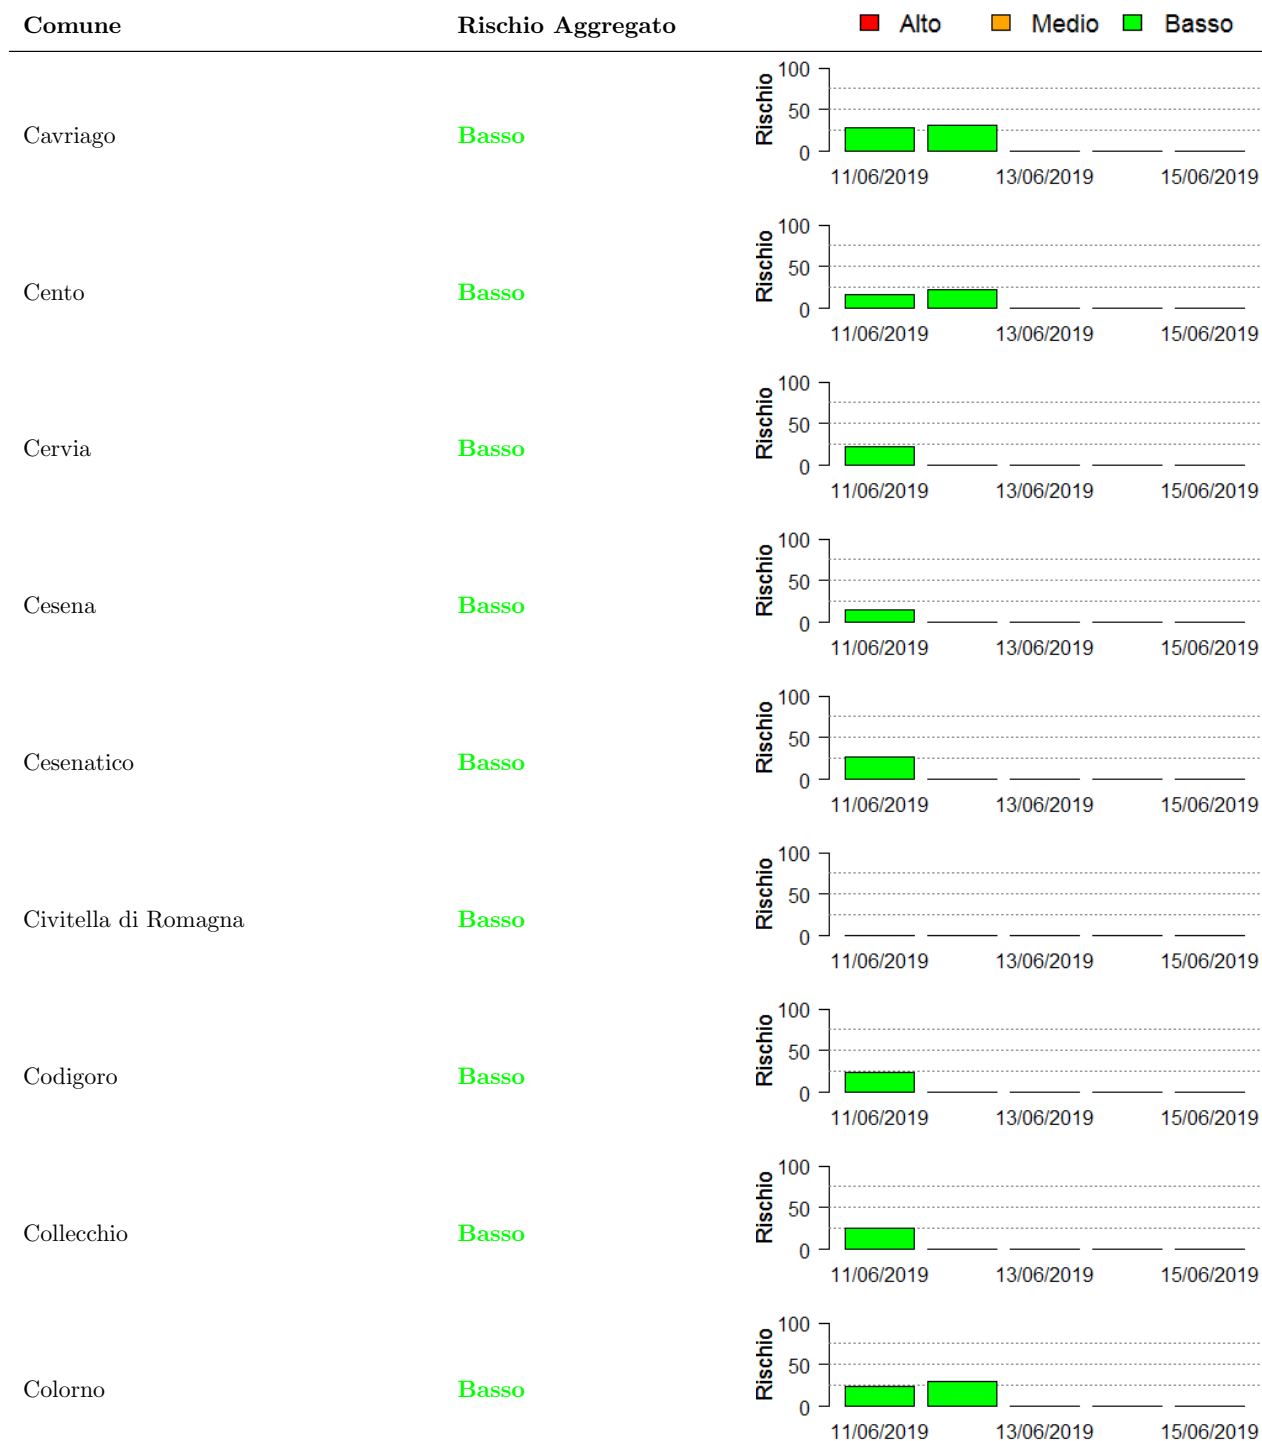 Comune Rischio Aggregato Alto Medio Basso
Cavriago Basso Rischio 100 50 0
11/06/2019 13/06/2019 15/06/2019
Cento Basso Rischio 100 50 0
11/06/2019 13/06/2019 15/06/2019
Cervia Basso Rischio 100 50 0
11/06/2019 13/06/2019 15/06/2019
Cesena Basso Rischio 100 50 0
11/06/2019 13/06/2019 15/06/2019
Cesenatico Basso Rischio 100 50 0
11/06/2019 13/06/2019 15/06/2019
Civitella di Romagna Basso Rischio 100 50 0
11/06/2019 13/06/2019 15/06/2019
Codigoro Basso Rischio 100 50 0
11/06/2019 13/06/2019 15/06/2019
Collecchio Basso Rischio 100 50 0
11/06/2019 13/06/2019 15/06/2019
Colorno Basso Rischio 100 50 0
11/06/2019 13/06/2019 15/06/2019